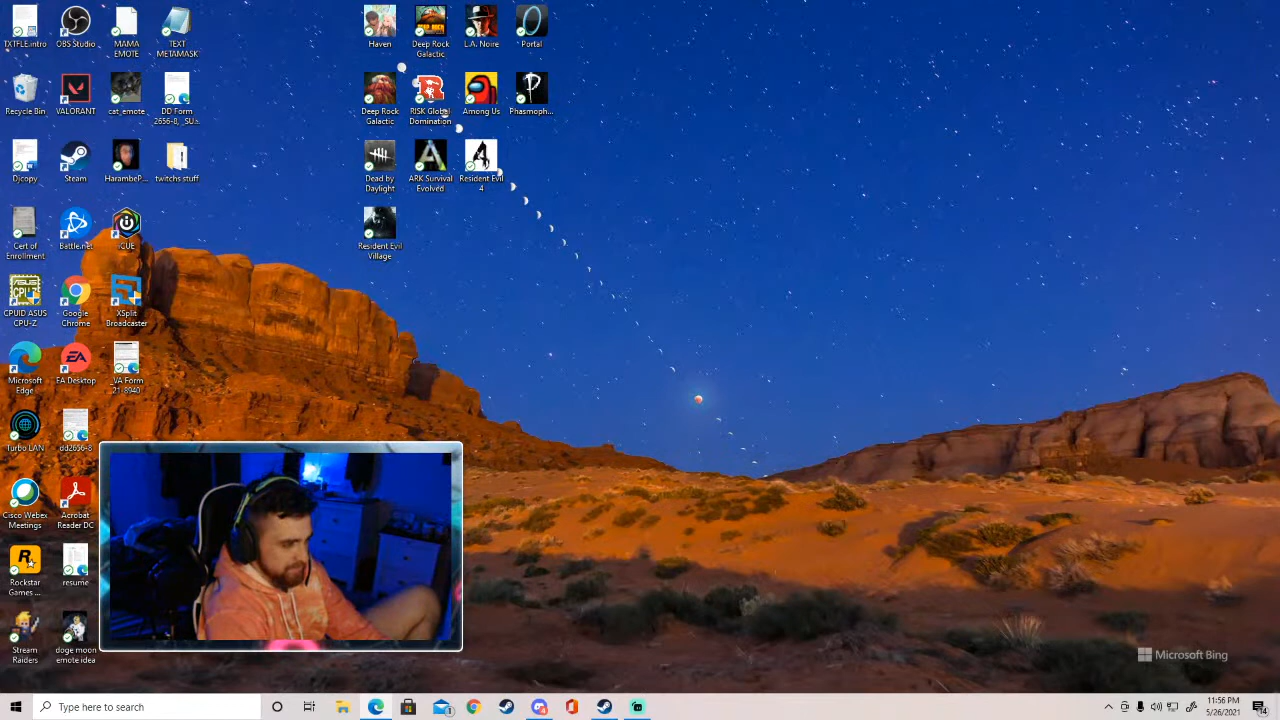 TXTFLE.intro
OBS Studio
MAMA
EMOTE
TEXT
METAMASK
Haven
Deep Rock
Galactic
L.A. Noire
Portal
Recycle Bin
VALORANT
cat_emote
DD Form
2656-8, _SU...
Deep Rock
Galactic
RISK Global
Domination
Among Us
Phasmoph...
Djcopy
Steam
HarambeP...
twitchs stuff
Dead by
Daylight
ARK Survival
Evolved
Resident Evil
4
Cert of
Enrollment
Battle.net
iCUE
Resident Evil
Village
CPUID ASUS
CPU-Z
Google
Chrome
XSplit
Broadcaster
Microsoft
Edge
EA Desktop
_VA Form
21-8940
Turbo LAN
dd2656-8
Cisco Webex
Meetings
Acrobat
Reader DC
Rockstar
Games ...
resume
Stream
Raiders
doge moon
emote idea
Microsoft Bing
Type here to search
11:56 PM
5/26/2021